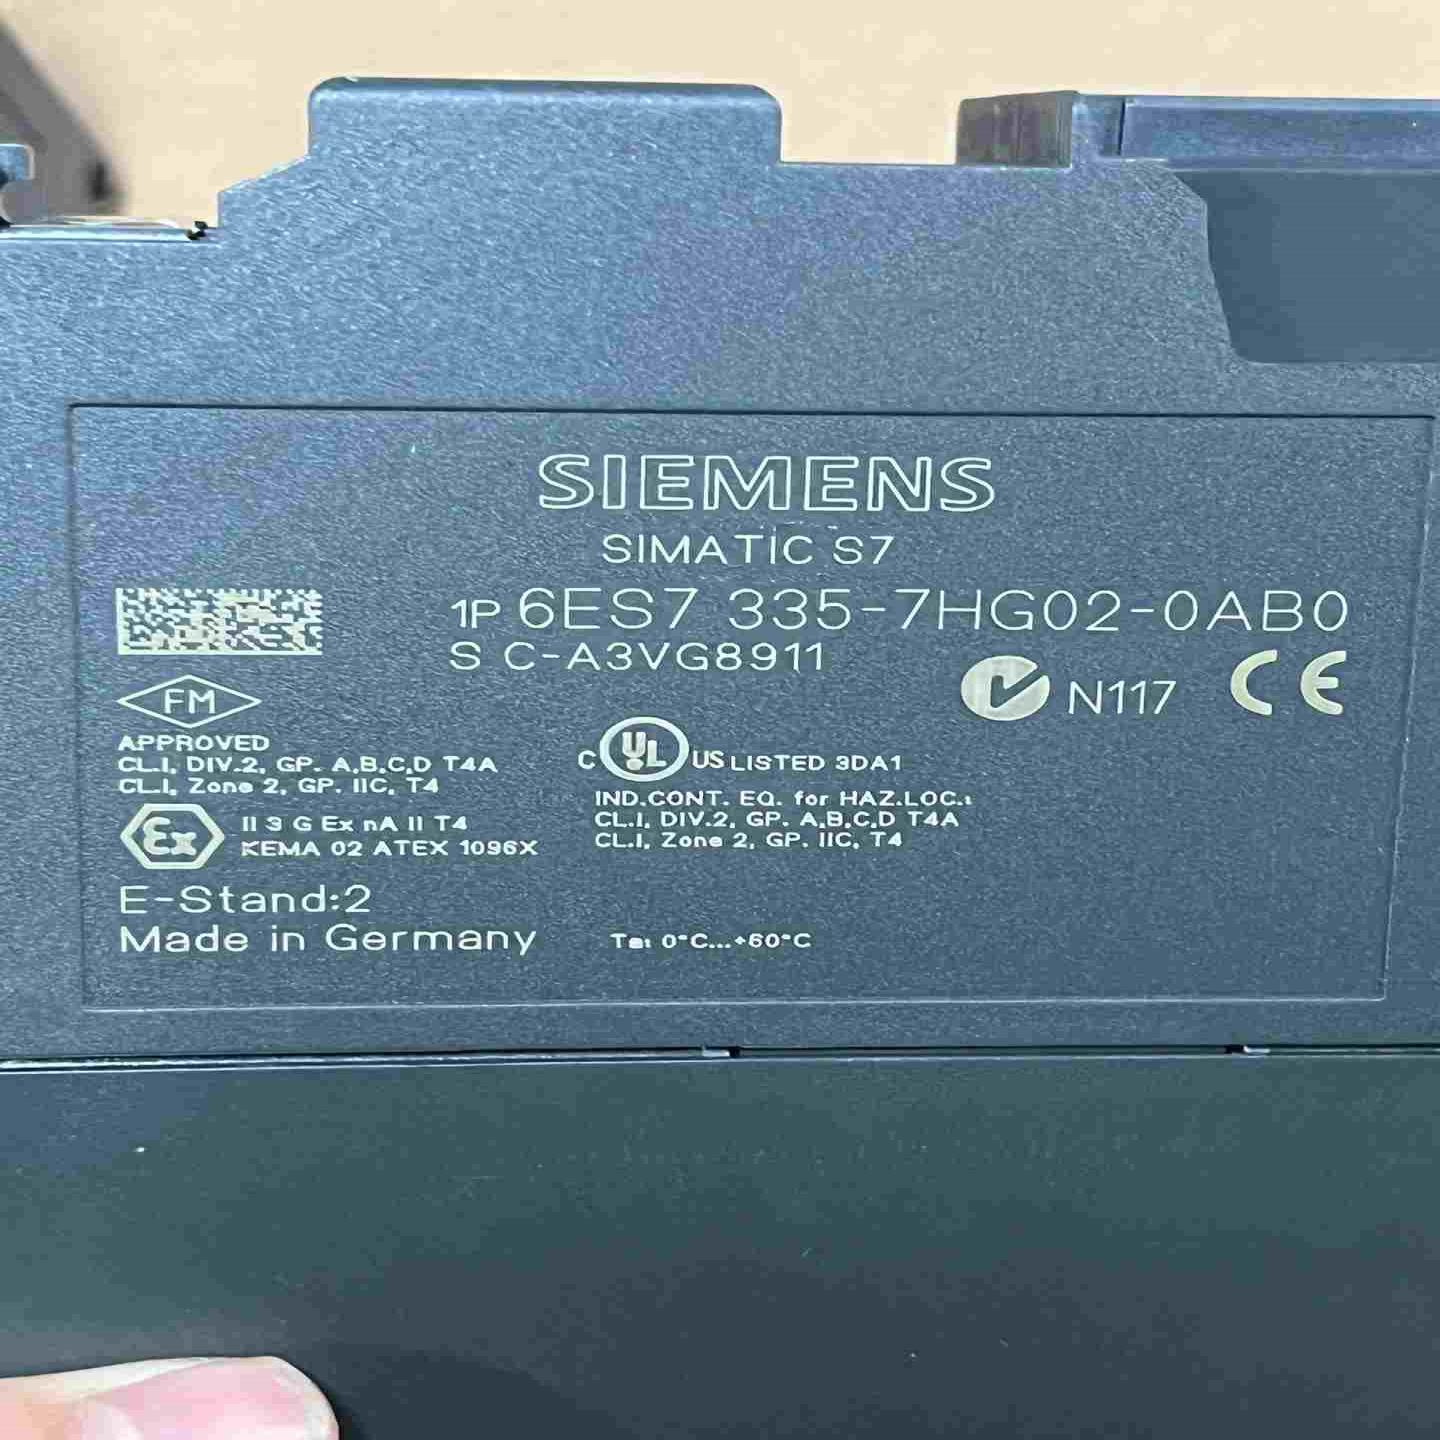 SIEMENS
SIMATIC S7
1P 6ES7 335-7HG02-0AB0
S C-A3VG8911
N117 CE
FM
APPROVED
CL.I, DIV.2, GP. A,B,C,D T4A
CL.I, Zone 2, GP. IIC, T4
Ex II 3 G Ex nA II T4
KEMA 02 ATEX 1096X
C UL US LISTED 3DA1
IND.CONT. EQ. for HAZ.LOC.:
CL.I, DIV.2, GP. A,B,C,D T4A
CL.I, Zone 2, GP. IIC, T4
E-Stand:2
Made in Germany
Ta: 0°C...+60°C